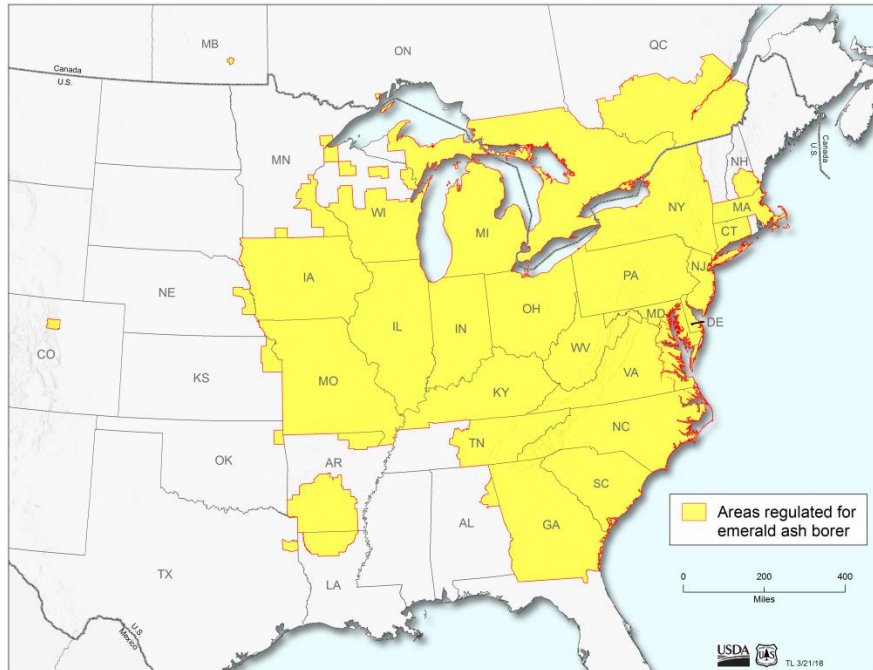 MB
ON
QC
Canada
U.S.
MN
NH
Canada
U.S.
WI
NY
MA
MI
CT
IA
PA
NJ
NE
IL
IN
OH
MD
DE
CO
WV
KS
MO
KY
VA
TN
NC
OK
AR
SC
AL
GA
TX
LA
U.S.
Mexico
Areas regulated for
emerald ash borer
0 200 400
Miles
USDA
UAS
TL 3/21/18